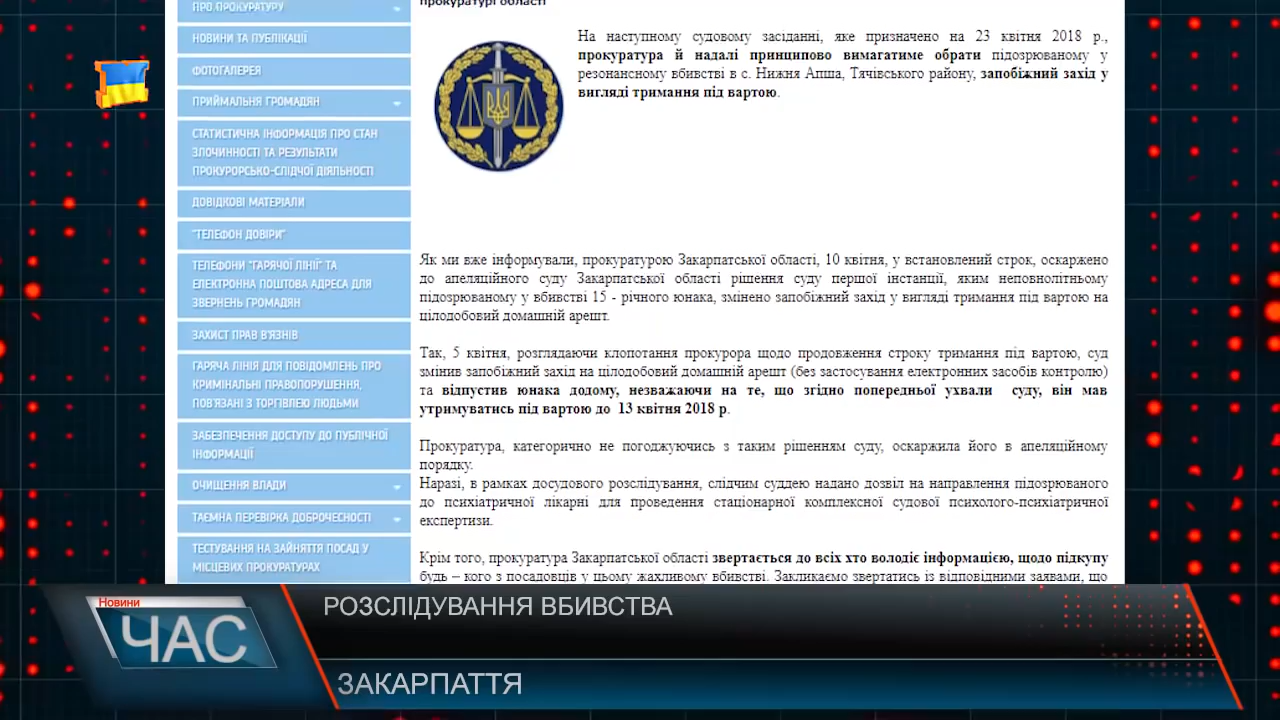 ПРО ПРОКУРАТУРУ
НОВИНИ ТА ПУБЛІКАЦІЇ
ФОТОГАЛЕРЕЯ
ПРИЙМАЛЬНЯ ГРОМАДЯН
СТАТИСТИЧНА ІНФОРМАЦІЯ ПРО СТАН
ЗЛОЧИННОСТІ ТА РЕЗУЛЬТАТИ
ПРОКУРОРСЬКО-СЛІДЧОЇ ДІЯЛЬНОСТІ
ДОВІДКОВІ МАТЕРІАЛИ
"ТЕЛЕФОН ДОВІРИ"
ТЕЛЕФОНИ "ГАРЯЧОЇ ЛІНІЇ" ТА
ЕЛЕКТРОННА ПОШТОВА АДРЕСА ДЛЯ
ЗВЕРНЕНЬ ГРОМАДЯН
ЗАХИСТ ПРАВ В'ЯЗНІВ
ГАРЯЧА ЛІНІЯ ДЛЯ ПОВІДОМЛЕНЬ ПРО
КРИМІНАЛЬНІ ПРАВОПОРУШЕННЯ,
ПОВ'ЯЗАНІ З ТОРГІВЛЕЮ ЛЮДЬМИ
ЗАБЕЗПЕЧЕННЯ ДОСТУПУ ДО ПУБЛІЧНОЇ
ІНФОРМАЦІЇ
ОЧИЩЕННЯ ВЛАДИ
ТАЄМНА ПЕРЕВІРКА ДОБРОЧЕСНОСТІ
ТЕСТУВАННЯ НА ЗАЙНЯТТЯ ПОСАД У
МІСЦЕВИХ ПРОКУРАТУРАХ
прокуратурі області
На наступному судовому засіданні, яке призначено на 23 квітня 2018 р.,
прокуратура й надалі принципово вимагатиме обрати підозрюваному у
резонансному вбивстві в с. Нижня Апша, Тячівського району, запобіжний захід у
вигляді тримання під вартою.
Як ми вже інформували, прокуратурою Закарпатської області, 10 квітня, у встановлений строк, оскаржено
до апеляційного суду Закарпатської області рішення суду першої інстанції, яким неповнолітньому
підозрюваному у вбивстві 15 - річного юнака, змінено запобіжний захід у вигляді тримання під вартою на
цілодобовий домашній арешт.
Так, 5 квітня, розглядаючи клопотання прокурора щодо продовження строку тримання під вартою, суд
змінив запобіжний захід на цілодобовий домашній арешт (без застосування електронних засобів контролю)
та відпустив юнака додому, незважаючи на те, що згідно попередньої ухвали суду, він мав
утримуватись під вартою до 13 квітня 2018 р.
Прокуратура, категорично не погоджуючись з таким рішенням суду, оскаржила його в апеляційному
порядку.
Наразі, в рамках досудового розслідування, слідчим суддею надано дозвіл на направлення підозрюваного
до психіатричної лікарні для проведення стаціонарної комплексної судової психолого-психіатричної
експертизи.
Крім того, прокуратура Закарпатської області звертається до всіх хто володіє інформацією, щодо підкупу
будь – кого з посадовців у цьому жахливому вбивстві. Закликаємо звертатись із відповідними заявами, що
Новини
ЧАС
РОЗСЛІДУВАННЯ ВБИВСТВА
ЗАКАРПАТТЯ